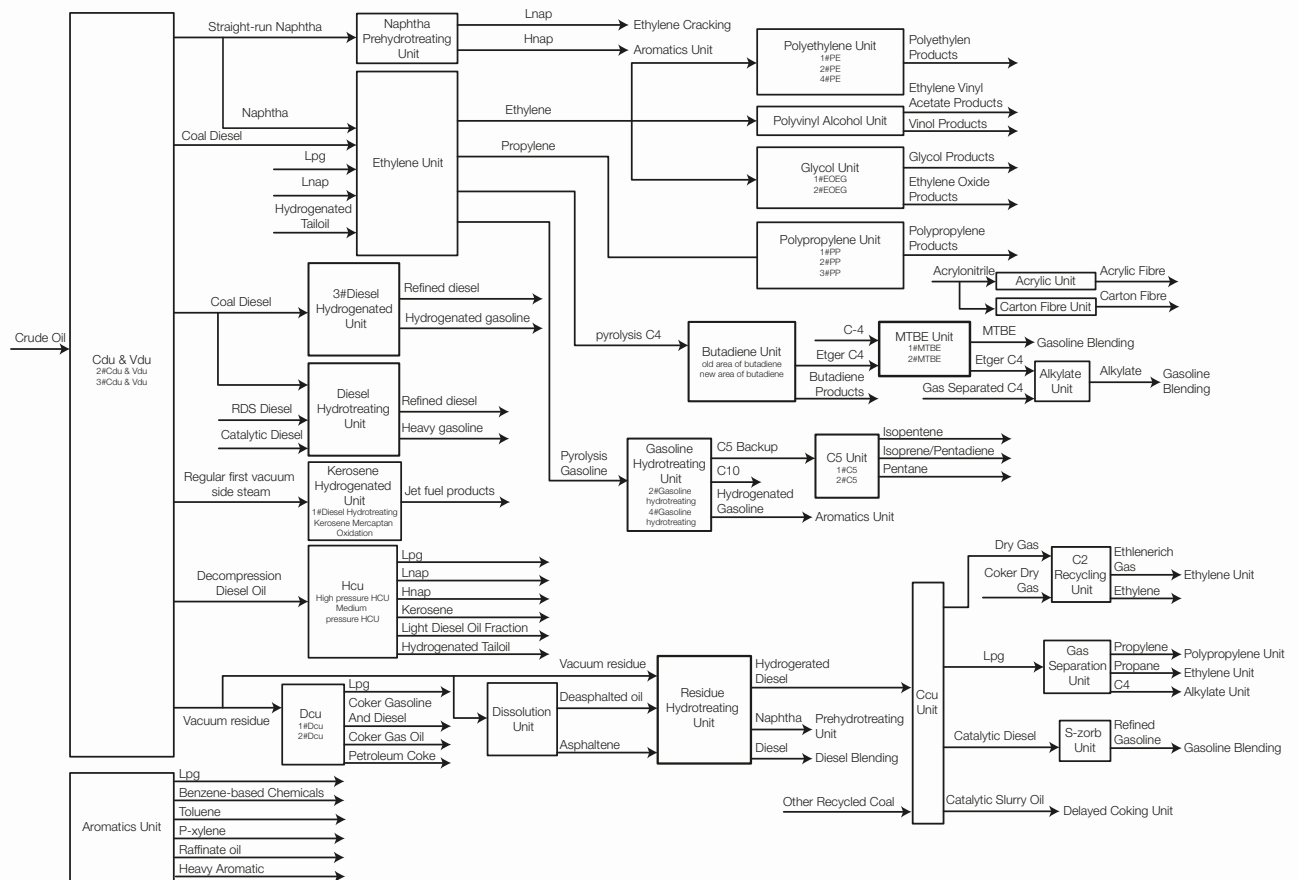 Crude Oil
Cdu & Vdu
2#Cdu & Vdu
3#Cdu & Vdu
Straight-run Naphtha
Naphtha
Prehydrotreating
Unit
Lnap
Ethylene Cracking
Hnap
Aromatics Unit
Naphtha
Coal Diesel
Lpg
Lnap
Hydrogenated
Tailoil
Ethylene Unit
Ethylene
Propylene
Polyethylene Unit
1#PE
2#PE
4#PE
Polyethylen
Products
Ethylene Vinyl
Acetate Products
Polyvinyl Alcohol Unit
Vinol Products
Glycol Unit
1#EOEG
2#EOEG
Glycol Products
Ethylene Oxide
Products
Polypropylene Unit
1#PP
2#PP
3#PP
Polypropylene
Products
Acrylonitrile
Acrylic Unit
Acrylic Fibre
Carton Fibre Unit
Carton Fibre
Coal Diesel
3#Diesel
Hydrogenated
Unit
Refined diesel
Hydrogenated gasoline
RDS Diesel
Catalytic Diesel
Diesel
Hydrotreating
Unit
Refined diesel
Heavy gasoline
pyrolysis C4
Butadiene Unit
old area of butadiene
new area of butadiene
C-4
Etger C4
Butadiene
Products
MTBE Unit
1#MTBE
2#MTBE
MTBE
Gasoline Blending
Etger C4
Gas Separated C4
Alkylate
Unit
Alkylate
Gasoline
Blending
Regular first vacuum
side steam
Kerosene
Hydrogenated
Unit
1#Diesel Hydrotreating
Kerosene Mercaptan
Oxidation
Jet fuel products
Pyrolysis
Gasoline
Gasoline
Hydrotreating
Unit
2#Gasoline
hydrotreating
4#Gasoline
hydrotreating
C5 Backup
C10
Hydrogenated
Gasoline
Aromatics Unit
C5 Unit
1#C5
2#C5
Isopentene
Isoprene/Pentadiene
Pentane
Decompression
Diesel Oil
Hcu
High pressure HCU
Medium
pressure HCU
Lpg
Lnap
Hnap
Kerosene
Light Diesel Oil Fraction
Hydrogenated Tailoil
Vacuum residue
Vacuum residue
Dcu
1#Dcu
2#Dcu
Lpg
Coker Gasoline
And Diesel
Coker Gas Oil
Petroleum Coke
Dissolution
Unit
Deasphalted oil
Asphaltene
Residue
Hydrotreating
Unit
Hydrogerated
Diesel
Naphtha
Prehydrotreating
Unit
Diesel
Diesel Blending
Other Recycled Coal
Ccu
Unit
Dry Gas
Coker Dry
Gas
C2
Recycling
Unit
Ethlenerich
Gas
Ethylene Unit
Ethylene
Lpg
Gas
Separation
Unit
Propylene
Polypropylene Unit
Propane
Ethylene Unit
C4
Alkylate Unit
Catalytic Diesel
S-zorb
Unit
Refined
Gasoline
Gasoline Blending
Catalytic Slurry Oil
Delayed Coking Unit
Aromatics Unit
Lpg
Benzene-based Chemicals
Toluene
P-xylene
Raffinate oil
Heavy Aromatic